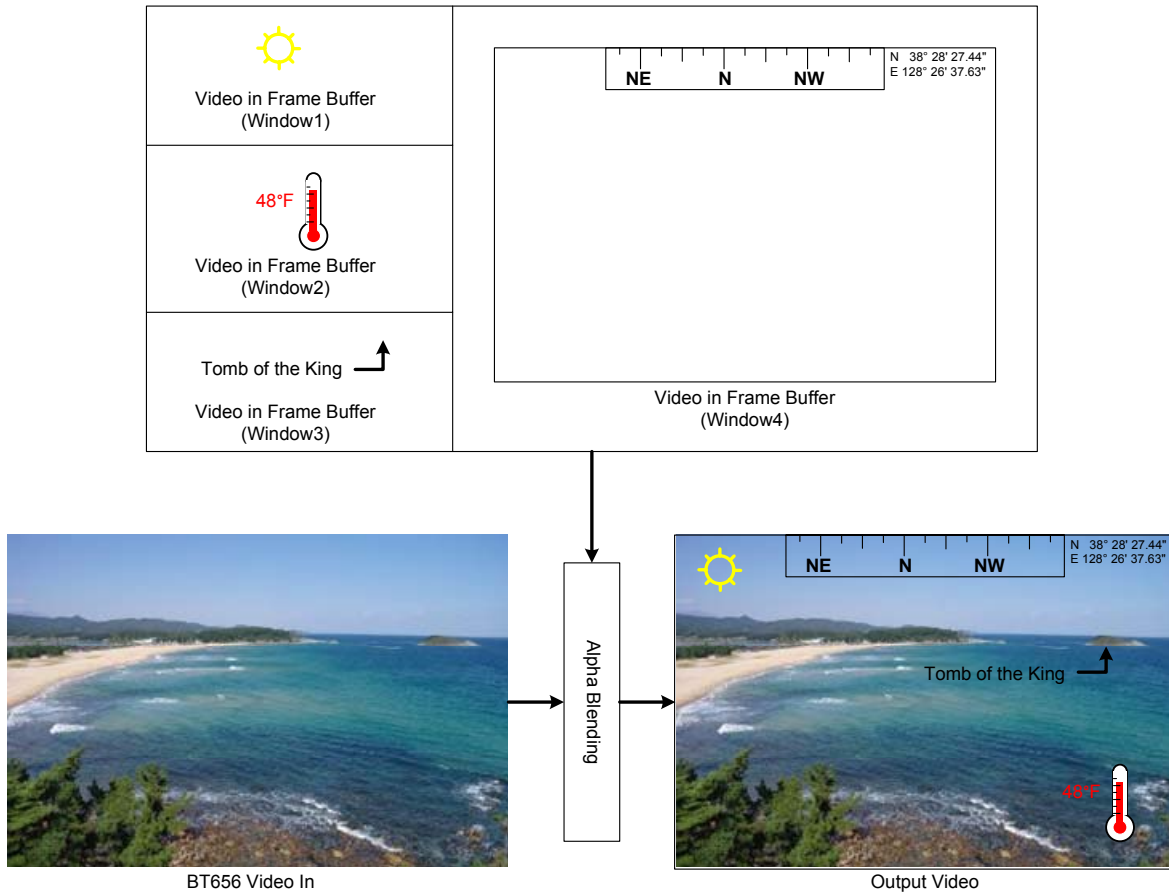 Video in Frame Buffer
(Window1)
48°F
Video in Frame Buffer
(Window2)
Tomb of the King
Video in Frame Buffer
(Window3)
NE N NW
N 38° 28' 27.44"
E 128° 26' 37.63"
Video in Frame Buffer
(Window4)
BT656 Video In
Alpha Blending
NE N NW
N 38° 28' 27.44"
E 128° 26' 37.63"
Tomb of the King
48°F
Output Video